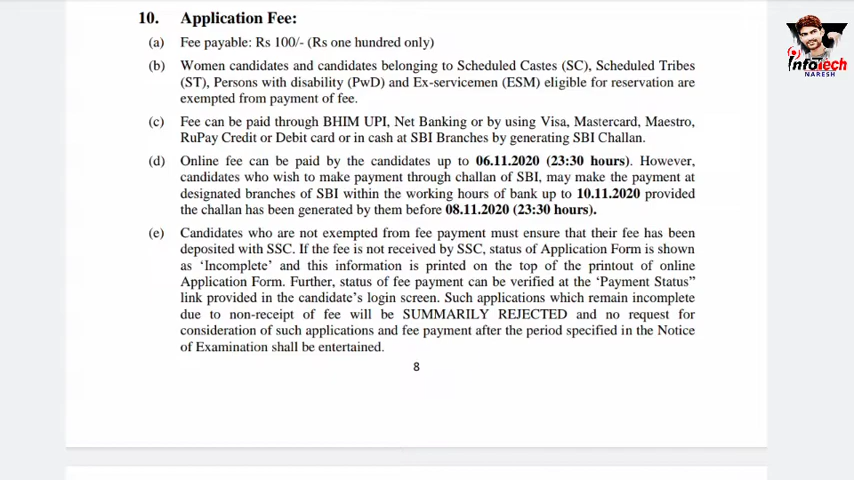 10. Application Fee:
(a) Fee payable: Rs 100/- (Rs one hundred only)
(b) Women candidates and candidates belonging to Scheduled Castes (SC), Scheduled Tribes
(ST), Persons with disability (PwD) and Ex-servicemen (ESM) eligible for reservation are
exempted from payment of fee.
(c) Fee can be paid through BHIM UPI, Net Banking or by using Visa, Mastercard, Maestro,
RuPay Credit or Debit card or in cash at SBI Branches by generating SBI Challan.
(d) Online fee can be paid by the candidates up to 06.11.2020 (23:30 hours). However,
candidates who wish to make payment through challan of SBI, may make the payment at
designated branches of SBI within the working hours of bank up to 10.11.2020 provided
the challan has been generated by them before 08.11.2020 (23:30 hours).
(e) Candidates who are not exempted from fee payment must ensure that their fee has been
deposited with SSC. If the fee is not received by SSC, status of Application Form is shown
as ‘Incomplete’ and this information is printed on the top of the printout of online
Application Form. Further, status of fee payment can be verified at the ‘Payment Status”
link provided in the candidate’s login screen. Such applications which remain incomplete
due to non-receipt of fee will be SUMMARILY REJECTED and no request for
consideration of such applications and fee payment after the period specified in the Notice
of Examination shall be entertained.
8
infotech
NARESH